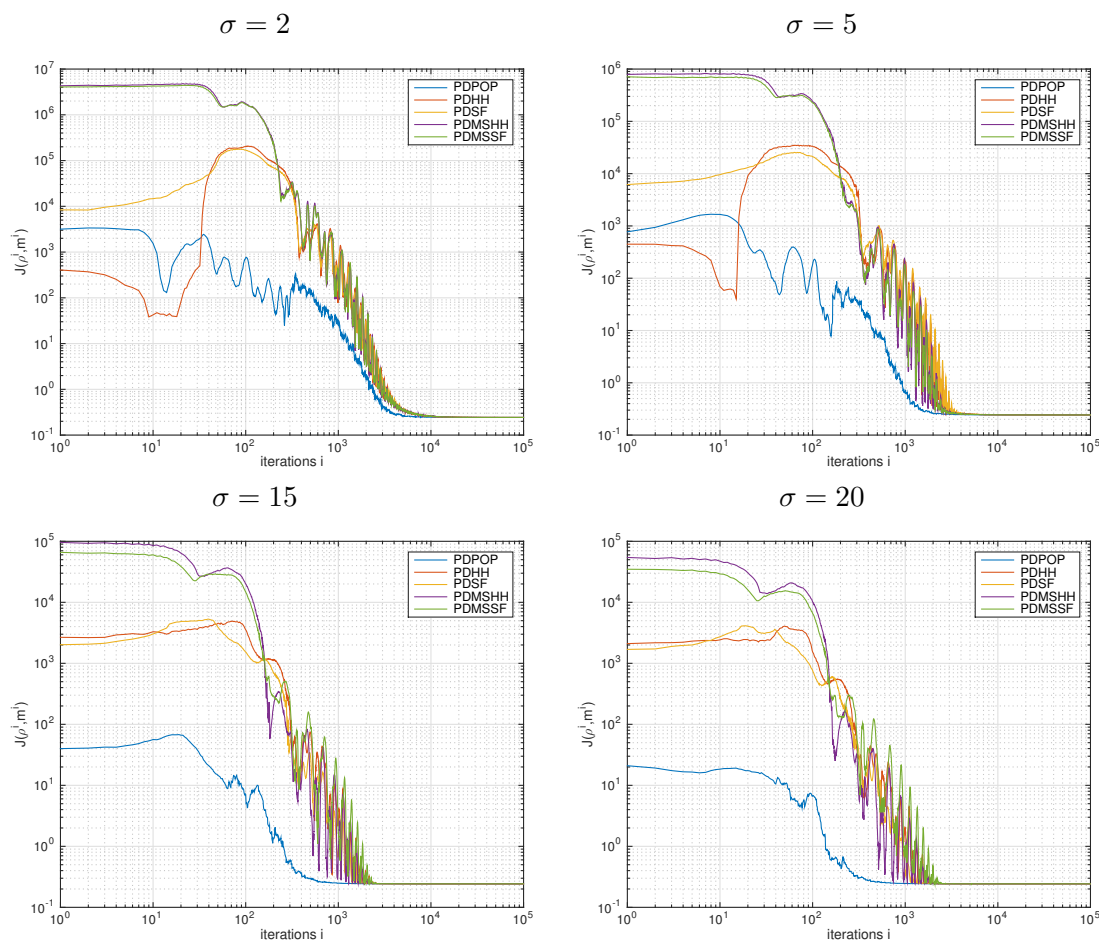 σ = 2
σ = 5
10^7
10^6
10^5
10^4
10^3
10^2
10^1
10^0
10^-1
J(ρ^i,m^i)
PDPOP
PDHH
PDSF
PDMSHH
PDMSSF
10^0 10^1 10^2 10^3 10^4 10^5
iterations i
10^6
10^5
10^4
10^3
10^2
10^1
10^0
10^-1
J(ρ^i,m^i)
PDPOP
PDHH
PDSF
PDMSHH
PDMSSF
10^0 10^1 10^2 10^3 10^4 10^5
iterations i
σ = 15
σ = 20
10^5
10^4
10^3
10^2
10^1
10^0
10^-1
J(ρ^i,m^i)
PDPOP
PDHH
PDSF
PDMSHH
PDMSSF
10^0 10^1 10^2 10^3 10^4 10^5
iterations i
10^5
10^4
10^3
10^2
10^1
10^0
10^-1
J(ρ^i,m^i)
PDPOP
PDHH
PDSF
PDMSHH
PDMSSF
10^0 10^1 10^2 10^3 10^4 10^5
iterations i